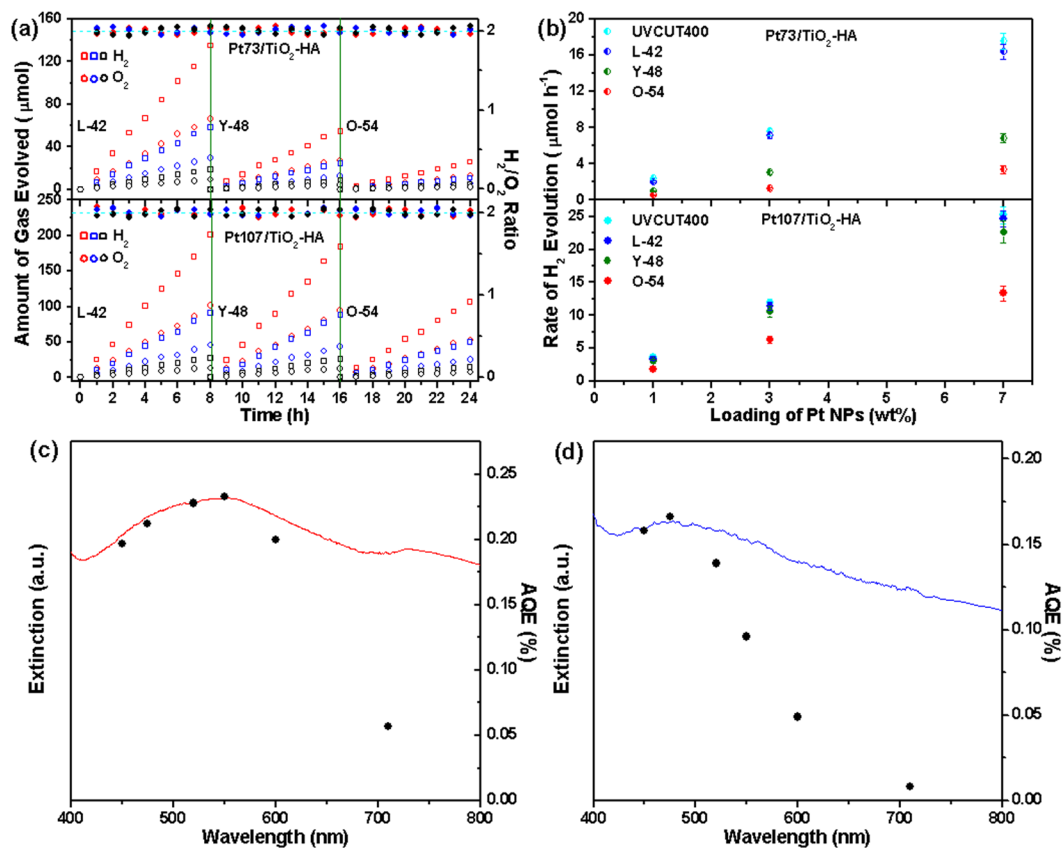 (a)
Amount of Gas Evolved (μmol)
H₂/O₂ Ratio
160
120
80
40
0
2
1
0
Pt73/TiO₂-HA
H₂
O₂
L-42
Y-48
O-54
250
200
150
100
50
0
2
1
0
Pt107/TiO₂-HA
H₂
O₂
L-42
Y-48
O-54
0 2 4 6 8 10 12 14 16 18 20 22 24
Time (h)
(b)
Rate of H₂ Evolution (μmol h⁻¹)
20
16
12
8
4
0
UVCUT400
L-42
Y-48
O-54
Pt73/TiO₂-HA
25
20
15
10
5
0
UVCUT400
L-42
Y-48
O-54
Pt107/TiO₂-HA
0 1 2 3 4 5 6 7
Loading of Pt NPs (wt%)
(c)
Extinction (a.u.)
AQE (%)
0.25
0.20
0.15
0.10
0.05
0.00
400 500 600 700 800
Wavelength (nm)
(d)
Extinction (a.u.)
AQE (%)
0.20
0.15
0.10
0.05
0.00
400 500 600 700 800
Wavelength (nm)